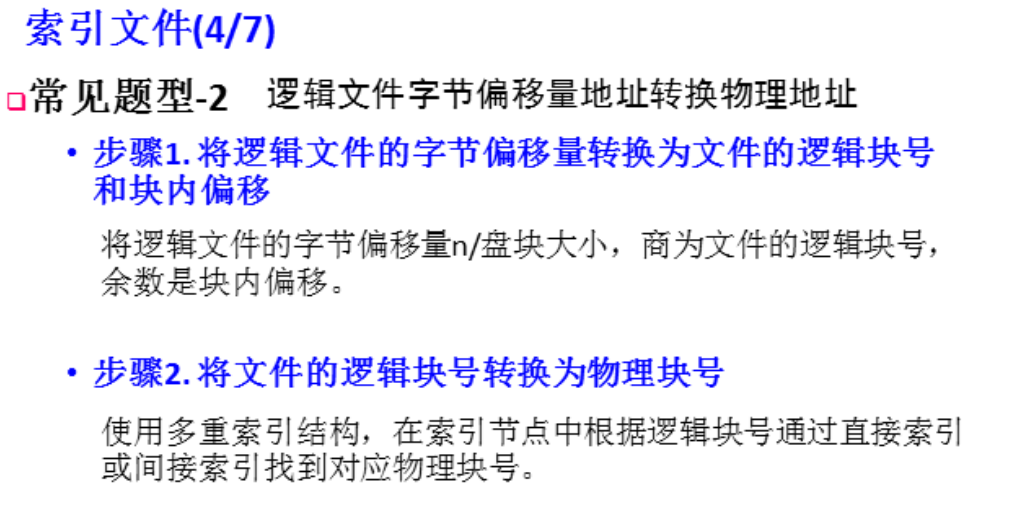 索引文件(4/7)
常见题型-2 逻辑文件字节偏移量地址转换物理地址
• 步骤1. 将逻辑文件的字节偏移量转换为文件的逻辑块号
和块内偏移
将逻辑文件的字节偏移量n/盘块大小，商为文件的逻辑块号，
余数是块内偏移。
• 步骤2. 将文件的逻辑块号转换为物理块号
使用多重索引结构，在索引节点中根据逻辑块号通过直接索引
或间接索引找到对应物理块号。